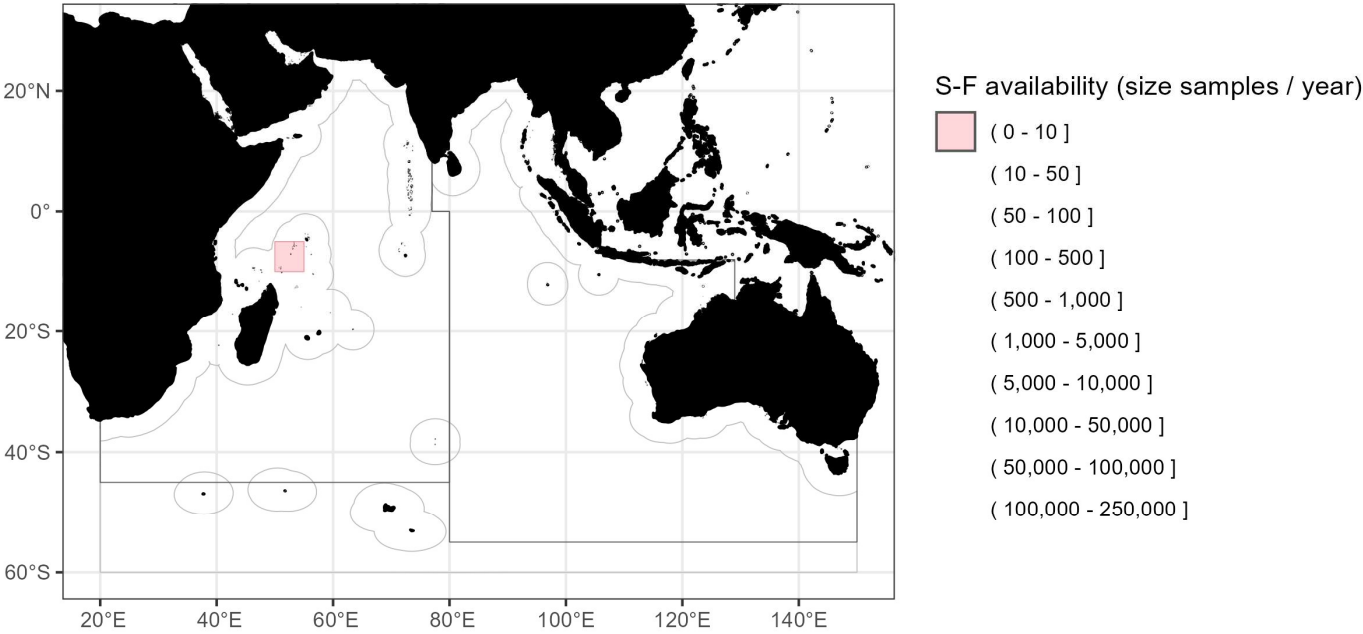 S-F availability (size samples / year)
( 0 - 10 ]
( 10 - 50 ]
( 50 - 100 ]
( 100 - 500 ]
( 500 - 1,000 ]
( 1,000 - 5,000 ]
( 5,000 - 10,000 ]
( 10,000 - 50,000 ]
( 50,000 - 100,000 ]
( 100,000 - 250,000 ]
20°N
0°
20°S
40°S
60°S
20°E 40°E 60°E 80°E 100°E 120°E 140°E